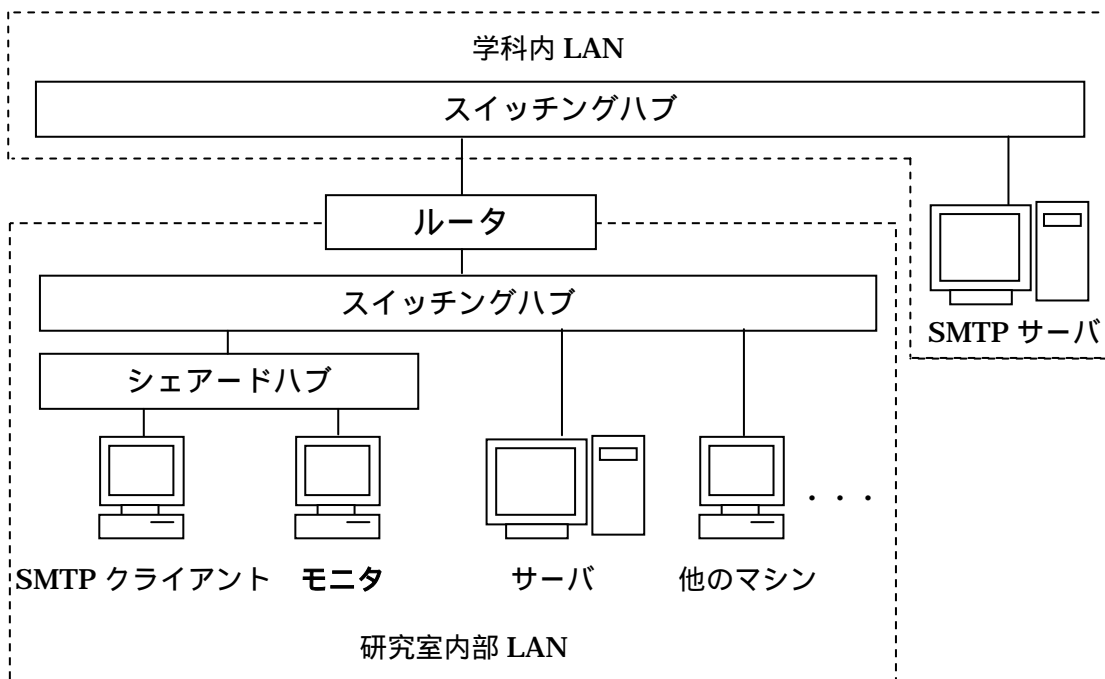 学科内 LAN
スイッチングハブ
ルータ
スイッチングハブ
SMTP サーバ
シェアードハブ
・・・
SMTP クライアント
モニタ
サーバ
他のマシン
研究室内部 LAN